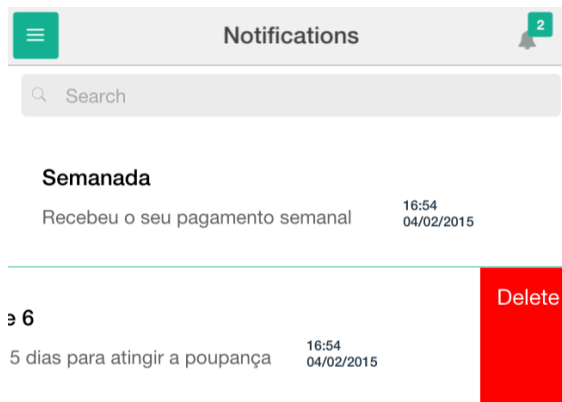 Notifications
2
Search
Semanada
Recebeu o seu pagamento semanal
16:54
04/02/2015
Delete
e 6
5 dias para atingir a poupança
16:54
04/02/2015